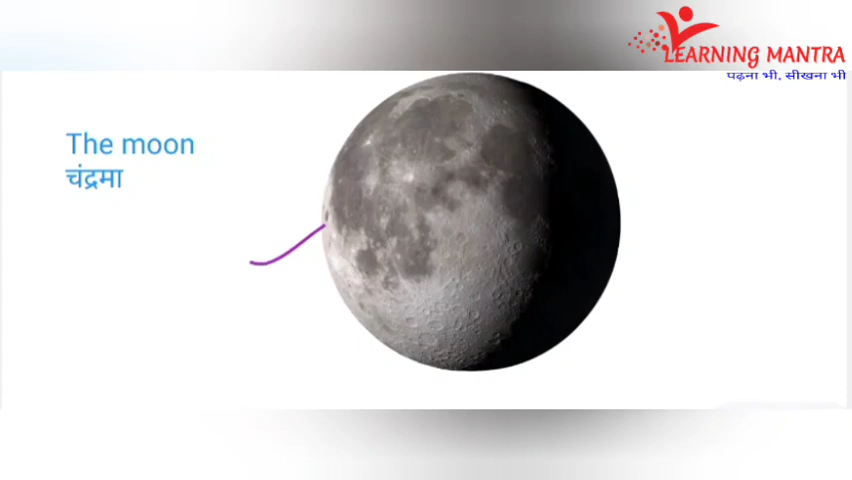 LEARNING MANTRA
पढ़ना भी, सीखना भी
The moon
चंद्रमा